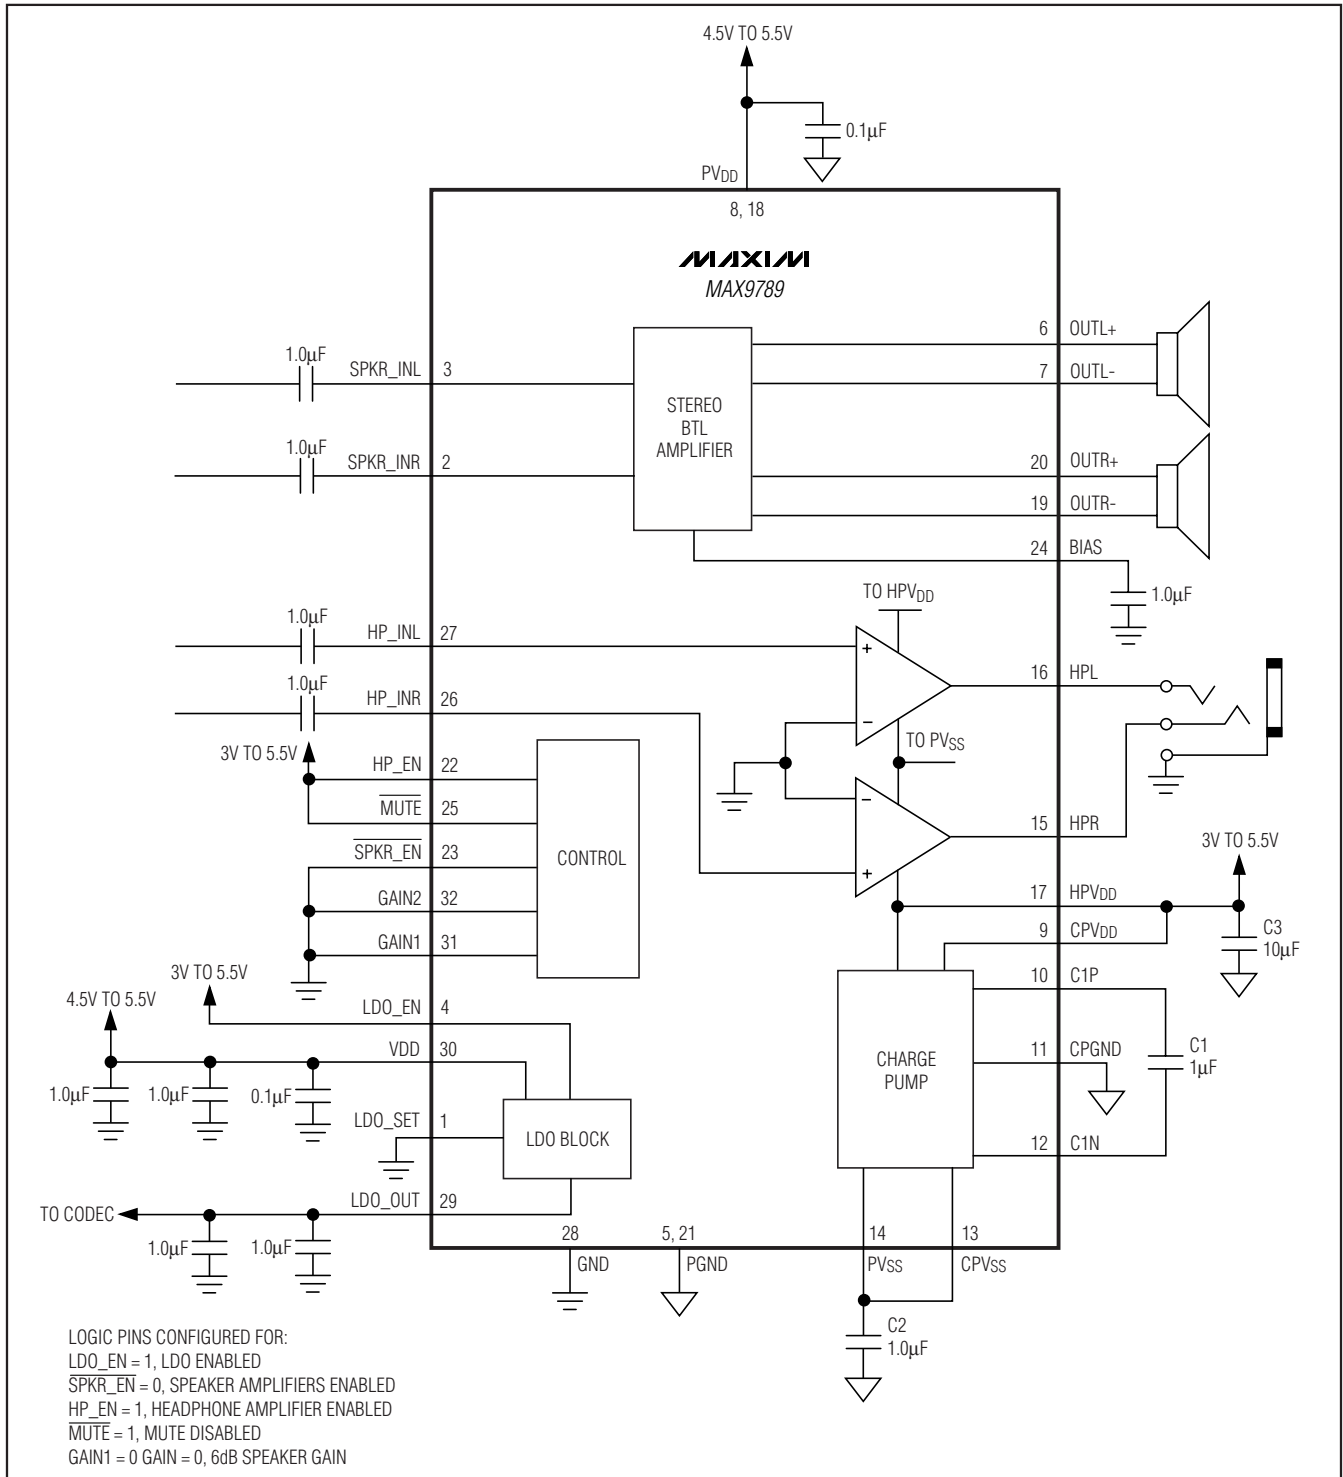 4.5V TO 5.5V
0.1µF
PVDD
8, 18
MAXIM
MAX9789
1.0µF
SPKR_INL
3
1.0µF
SPKR_INR
2
STEREO
BTL
AMPLIFIER
6
OUTL+
7
OUTL-
20
OUTR+
19
OUTR-
24
BIAS
1.0µF
TO HPVDD
1.0µF
HP_INL
27
+
−
16
HPL
1.0µF
HP_INR
26
TO PVSS
3V TO 5.5V
HP_EN
22
MUTE
25
SPKR_EN
23
GAIN2
32
GAIN1
31
CONTROL
−
+
15
HPR
3V TO 5.5V
17
HPVDD
9
CPVDD
C3
10µF
10
C1P
11
CPGND
C1
1µF
12
C1N
CHARGE
PUMP
3V TO 5.5V
4.5V TO 5.5V
LDO_EN
4
VDD
30
1.0µF
1.0µF
0.1µF
LDO_SET
1
LDO BLOCK
TO CODEC
LDO_OUT
29
1.0µF
1.0µF
28
GND
5, 21
PGND
14
PVSS
13
CPVSS
C2
1.0µF
LOGIC PINS CONFIGURED FOR:
LDO_EN = 1, LDO ENABLED
SPKR_EN = 0, SPEAKER AMPLIFIERS ENABLED
HP_EN = 1, HEADPHONE AMPLIFIER ENABLED
MUTE = 1, MUTE DISABLED
GAIN1 = 0 GAIN = 0, 6dB SPEAKER GAIN